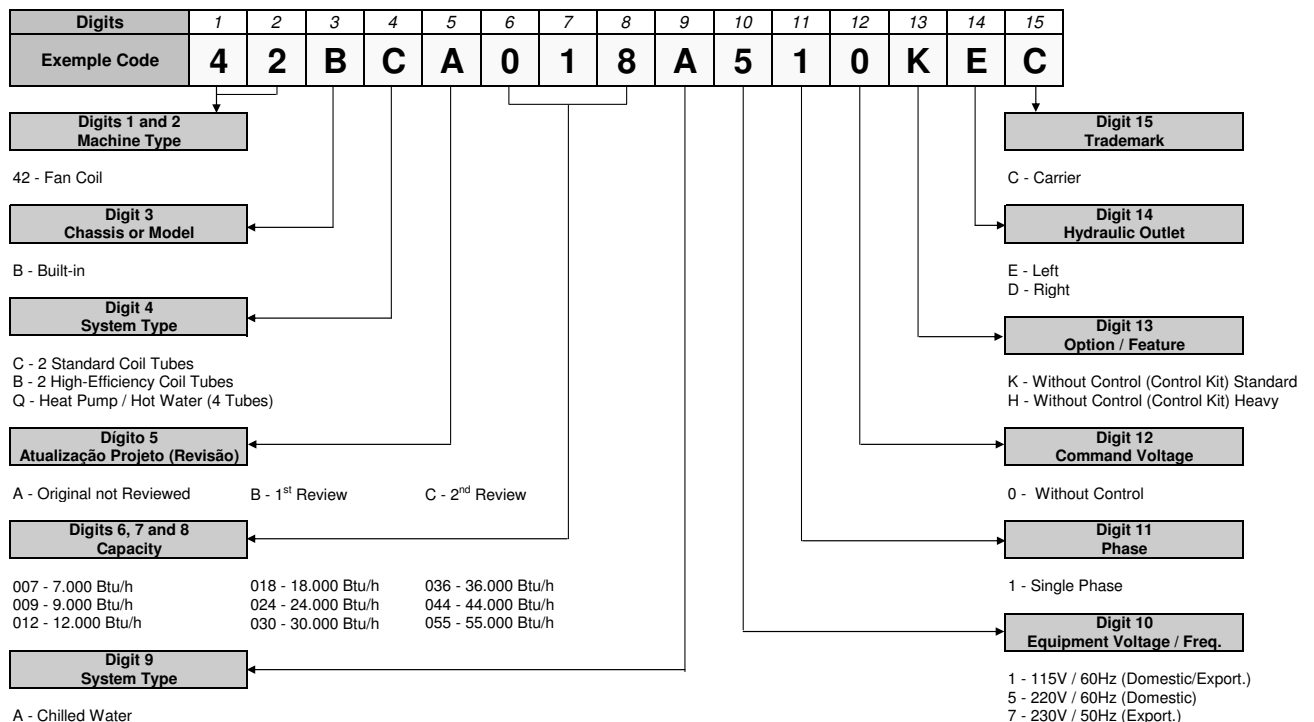 Digits 1 2 3 4 5 6 7 8 9 10 11 12 13 14 15
Exemple Code 4 2 B C A 0 1 8 A 5 1 0 K E C
Digits 1 and 2
Machine Type
42 - Fan Coil
Digit 3
Chassis or Model
B - Built-in
Digit 4
System Type
C - 2 Standard Coil Tubes
B - 2 High-Efficiency Coil Tubes
Q - Heat Pump / Hot Water (4 Tubes)
Dígito 5
Atualização Projeto (Revisão)
A - Original not Reviewed B - 1st Review C - 2nd Review
Digits 6, 7 and 8
Capacity
007 - 7.000 Btu/h 018 - 18.000 Btu/h 036 - 36.000 Btu/h
009 - 9.000 Btu/h 024 - 24.000 Btu/h 044 - 44.000 Btu/h
012 - 12.000 Btu/h 030 - 30.000 Btu/h 055 - 55.000 Btu/h
Digit 9
System Type
A - Chilled Water
Digit 15
Trademark
C - Carrier
Digit 14
Hydraulic Outlet
E - Left
D - Right
Digit 13
Option / Feature
K - Without Control (Control Kit) Standard
H - Without Control (Control Kit) Heavy
Digit 12
Command Voltage
0 - Without Control
Digit 11
Phase
1 - Single Phase
Digit 10
Equipment Voltage / Freq.
1 - 115V / 60Hz (Domestic/Export.)
5 - 220V / 60Hz (Domestic)
7 - 230V / 50Hz (Export.)